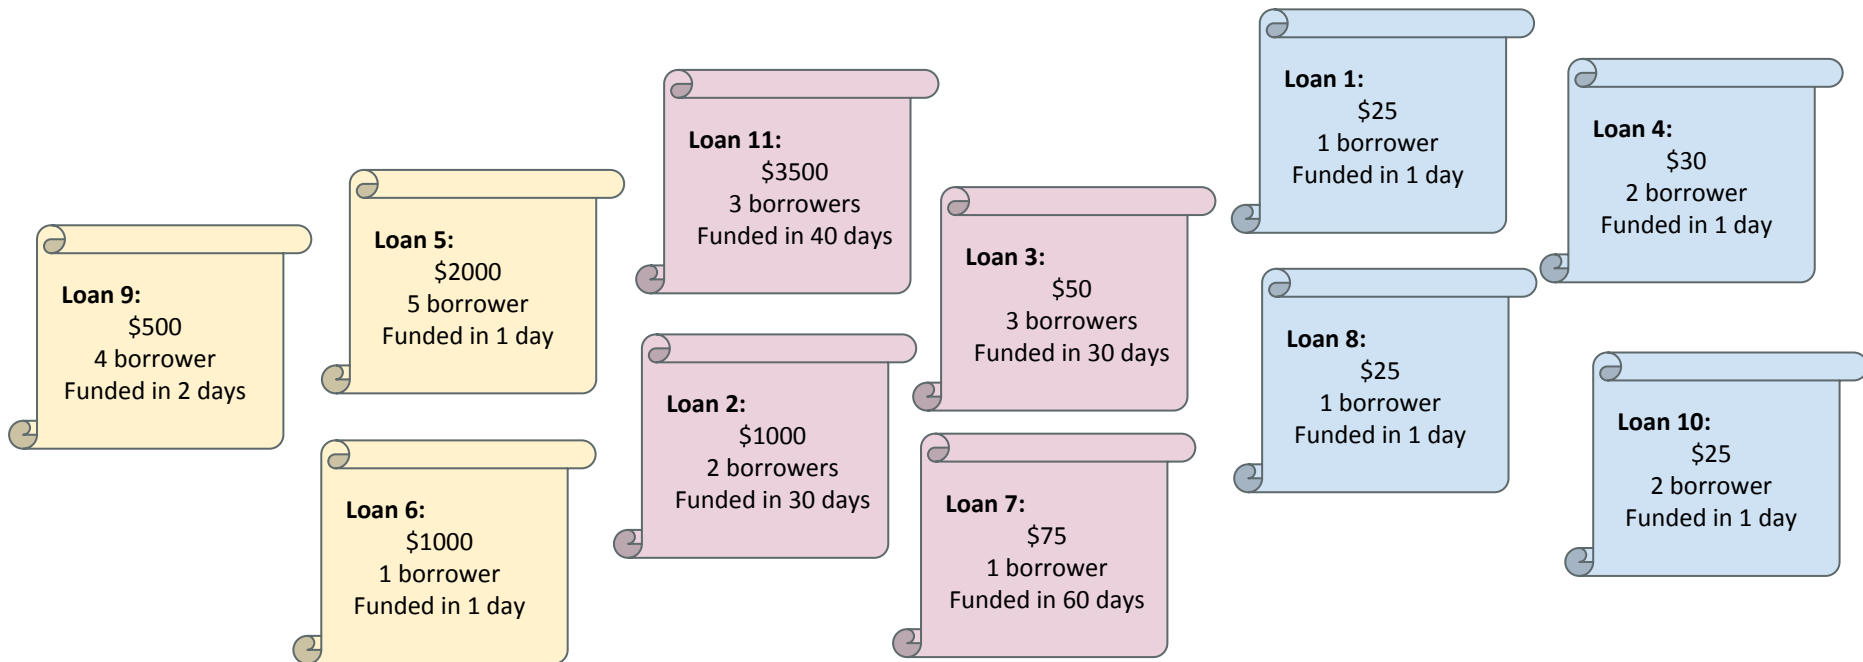 Loan 9:
$500
4 borrower
Funded in 2 days
Loan 5:
$2000
5 borrower
Funded in 1 day
Loan 6:
$1000
1 borrower
Funded in 1 day
Loan 11:
$3500
3 borrowers
Funded in 40 days
Loan 2:
$1000
2 borrowers
Funded in 30 days
Loan 3:
$50
3 borrowers
Funded in 30 days
Loan 7:
$75
1 borrower
Funded in 60 days
Loan 1:
$25
1 borrower
Funded in 1 day
Loan 8:
$25
1 borrower
Funded in 1 day
Loan 4:
$30
2 borrower
Funded in 1 day
Loan 10:
$25
2 borrower
Funded in 1 day